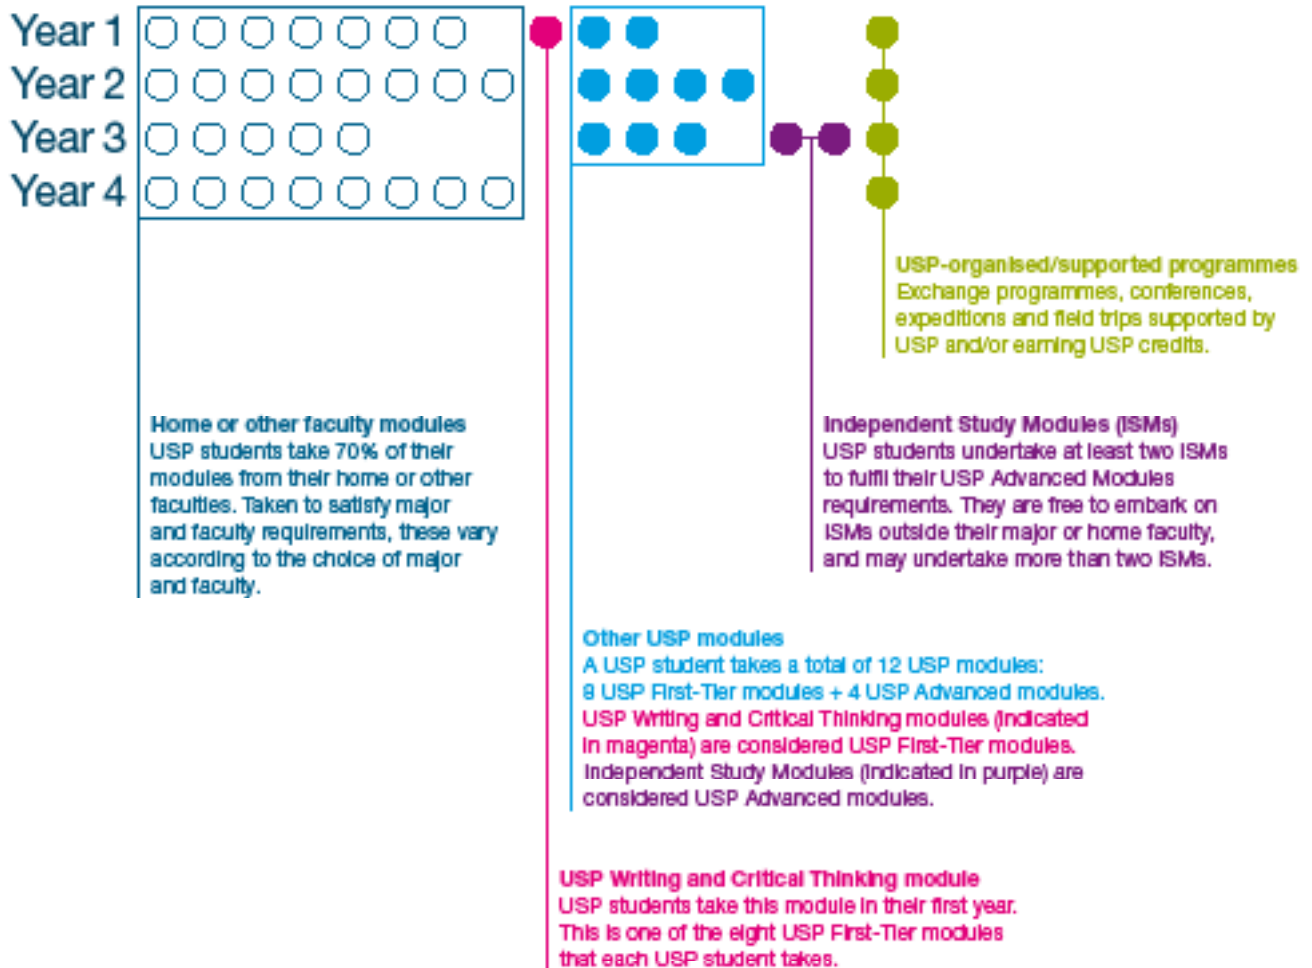 Year 1
Year 2
Year 3
Year 4
USP-organised/supported programmes
Exchange programmes, conferences,
expeditions and field trips supported by
USP and/or earning USP credits.
Home or other faculty modules
USP students take 70% of their
modules from their home or other
faculties. Taken to satisfy major
and faculty requirements, these vary
according to the choice of major
and faculty.
Independent Study Modules (ISMs)
USP students undertake at least two ISMs
to fulfil their USP Advanced Modules
requirements. They are free to embark on
ISMs outside their major or home faculty,
and may undertake more than two ISMs.
Other USP modules
A USP student takes a total of 12 USP modules:
8 USP First-Tier modules + 4 USP Advanced modules.
USP Writing and Critical Thinking modules (indicated
in magenta) are considered USP First-Tier modules.
Independent Study Modules (indicated in purple) are
considered USP Advanced modules.
USP Writing and Critical Thinking module
USP students take this module in their first year.
This is one of the eight USP First-Tier modules
that each USP student takes.